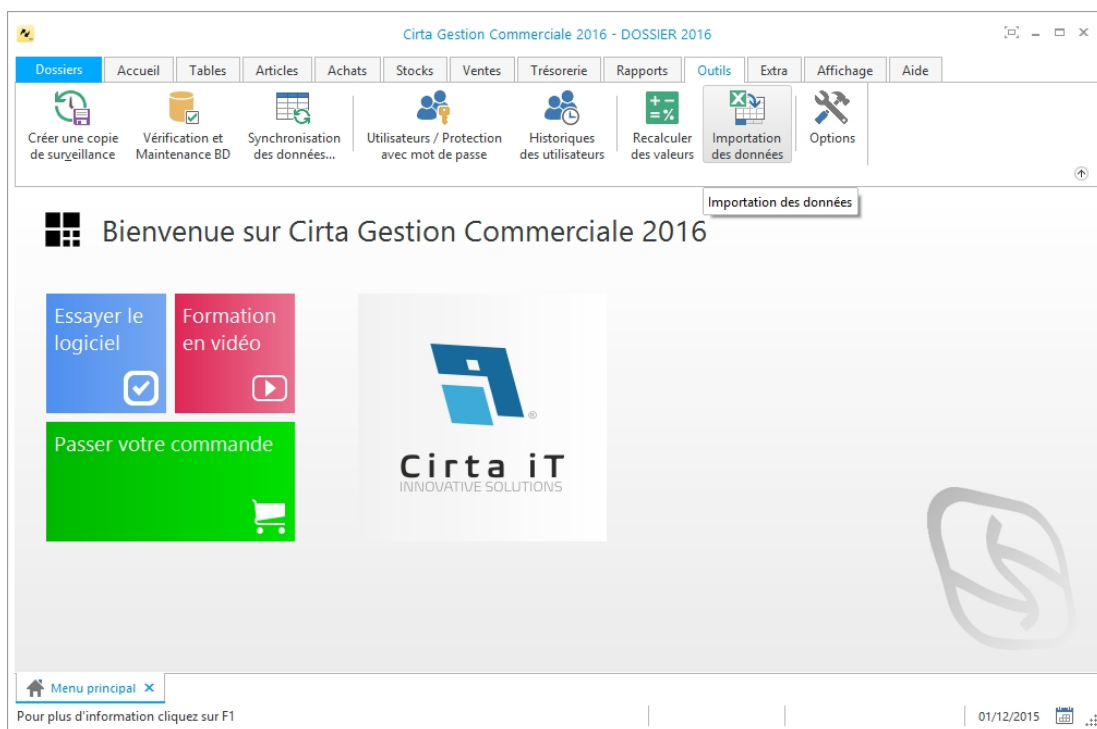 Cirta Gestion Commerciale 2016 - DOSSIER 2016
Dossiers Accueil Tables Articles Achats Stocks Ventes Trésorerie Rapports Outils Extra Affichage Aide
Créer une copie de surveillance
Vérification et Maintenance BD
Synchronisation des données...
Utilisateurs / Protection avec mot de passe
Historiques des utilisateurs
Recalculer des valeurs
Importation des données
Options
Importation des données
Bienvenue sur Cirta Gestion Commerciale 2016
Essayer le
logiciel
Formation
en vidéo
Passer votre commande
®
Cirta iT
INNOVATIVE SOLUTIONS
Menu principal
Pour plus d'information cliquez sur F1
01/12/2015